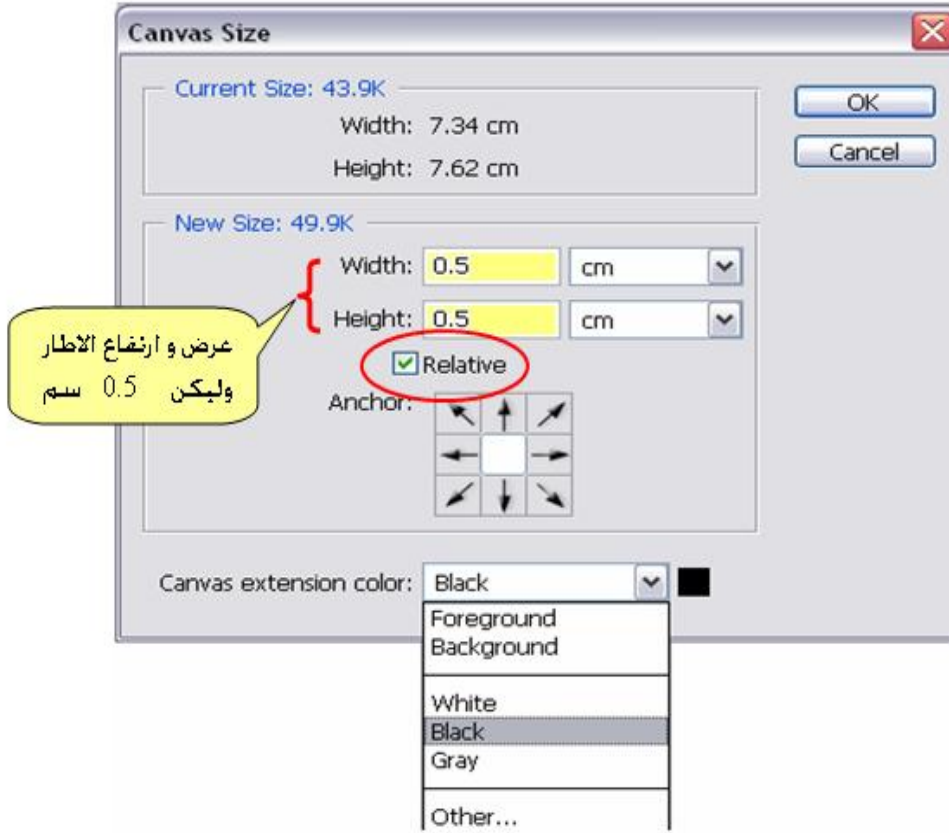 Canvas Size
Current Size: 43.9K
Width: 7.34 cm
Height: 7.62 cm
OK
Cancel
New Size: 49.9K
Width: 0.5 cm
Height: 0.5 cm
عرض و ارتفاع الاطار
وليكن 0.5 سم
Relative
Anchor:
Canvas extension color: Black
Foreground
Background
White
Black
Gray
Other...